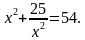 x² + 25/x² = 54.